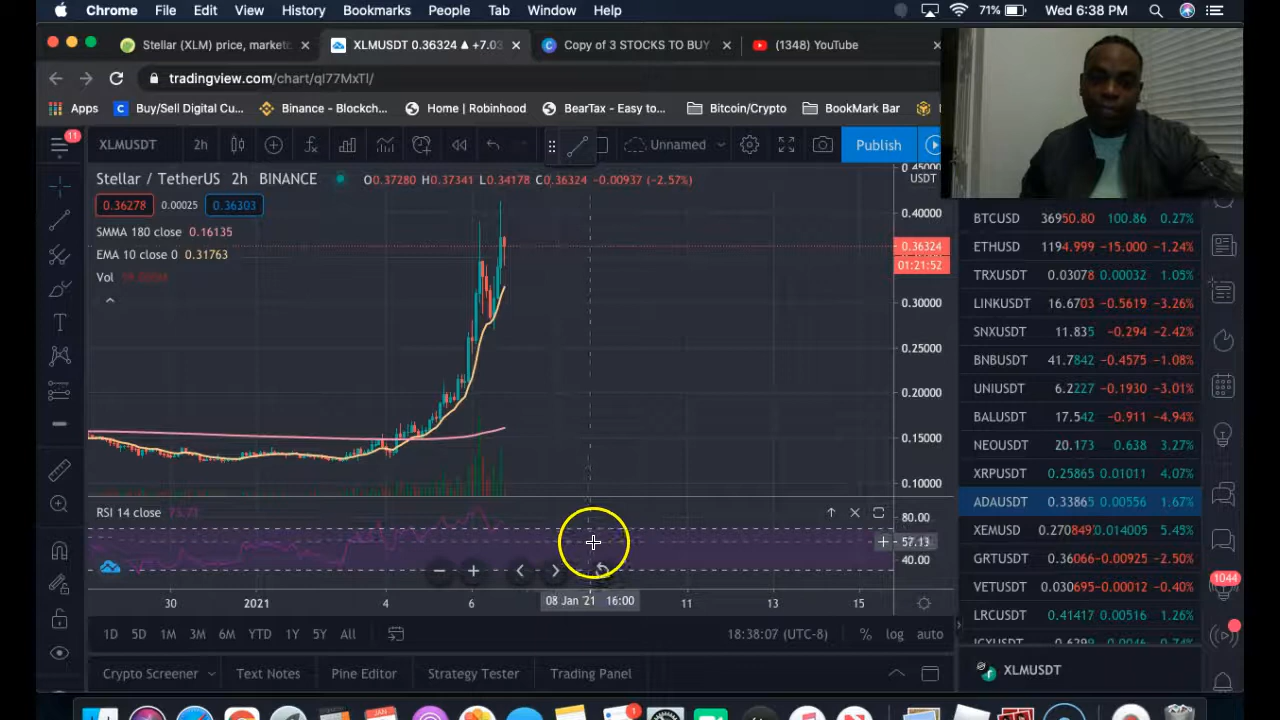 Chrome File Edit View History Bookmarks People Tab Window Help 71% Wed 6:38 PM
Stellar (XLM) price, market × XLMUSDT 0.36324 ▲ +7.03 × Copy of 3 STOCKS TO BUY × (1348) YouTube ×
tradingview.com/chart/
Apps Buy/Sell Digital Cu... Binance - Blockch... Home | Robinhood BearTax - Easy to... Bitcoin/Crypto BookMark Bar
11
XLMUSDT 2h Unnamed Publish
Stellar / TetherUS 2h BINANCE O0.37280 H0.37341 L0.34178 C0.36324 −0.00937 (−2.57%)
0.45000
USDT
0.36278 0.00025 0.36303
SMMA 180 close 0.16135
EMA 10 close 0 0.31763
Vol
0.40000
0.36324
01:21:52
0.30000
0.25000
0.20000
0.15000
0.10000
RSI 14 close 73.71
80.00
57.13
40.00
30 2021 4 6 08 Jan '21 16:00 11 13 15
1D 5D 1M 3M 6M YTD 1Y 5Y All 18:38:07 (UTC-8) % log auto
Crypto Screener Text Notes Pine Editor Strategy Tester Trading Panel
BTCUSD 36950.80 100.86 0.27%
ETHUSD 1194.999 −15.000 −1.24%
TRXUSD 0.03078 0.00032 1.05%
LINKUSDT 16.6703 −0.5619 −3.26%
SNXUSDT 11.835 −0.294 −2.42%
BNBUSDT 41.7842 −0.4575 −1.08%
UNIUSDT 6.2227 −0.1930 −3.01%
BALUSDT 17.542 −0.911 −4.94%
NEOUSDT 20.173 0.638 3.27%
XRPUSDT 0.25865 0.01011 4.07%
ADAUSDT 0.33865 0.00556 1.67%
XEMUSD 0.270849 0.014005 5.45%
GRTUSDT 0.36066 −0.00925 −2.50%
VETUSDT 0.030695 −0.00012 −0.40%
LRCUSDT 0.41417 0.00516 1.26%
1044
XLMUSDT